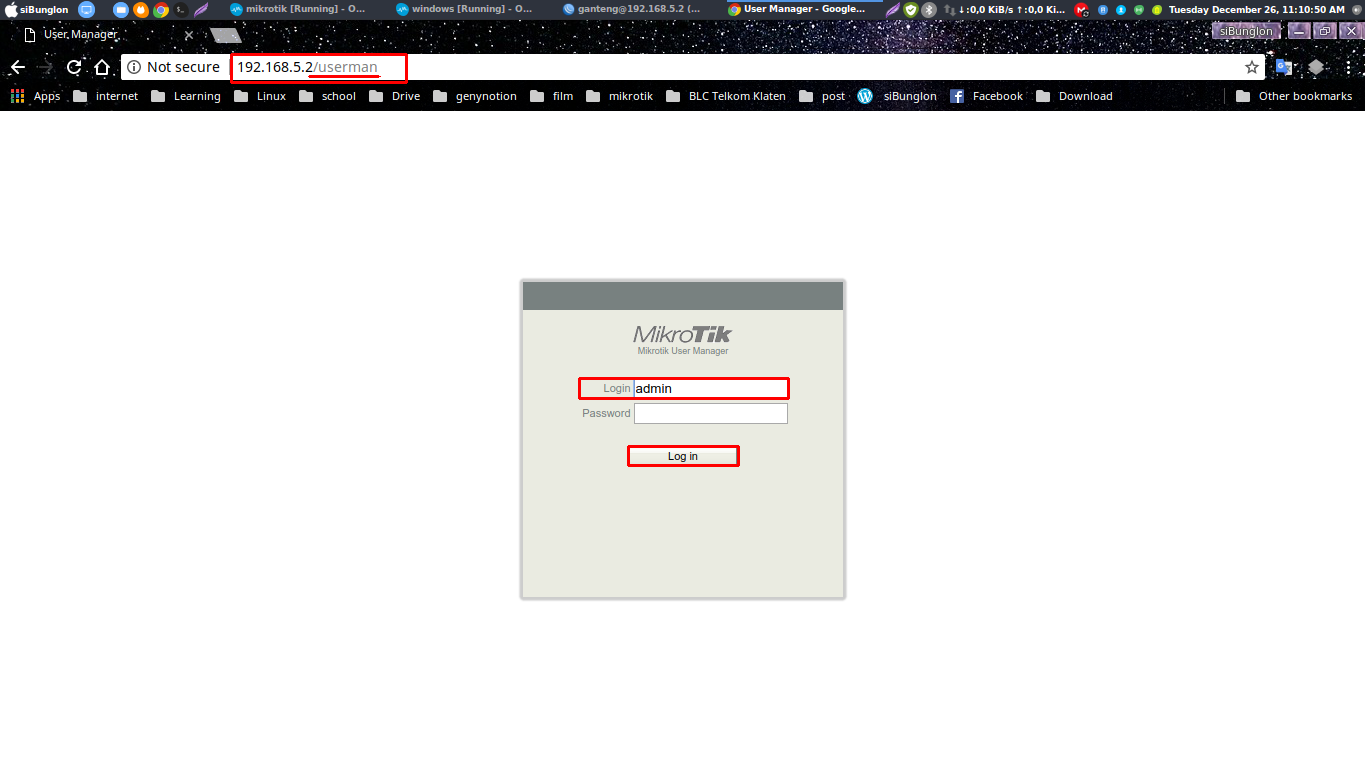 siBunglon mikrotik [Running] - O... windows [Running] - O... ganteng@192.168.5.2 (... User Manager - Google... ↓:0,0 KiB/s ↑:0,0 Ki... Tuesday December 26, 11:10:50 AM
User Manager siBunglon
Not secure 192.168.5.2/userman
Apps internet Learning Linux school Drive genynotion film mikrotik BLC Telkom Klaten post siBunglon Facebook Download Other bookmarks
MikroTik
Mikrotik User Manager
Login admin
Password
Log in